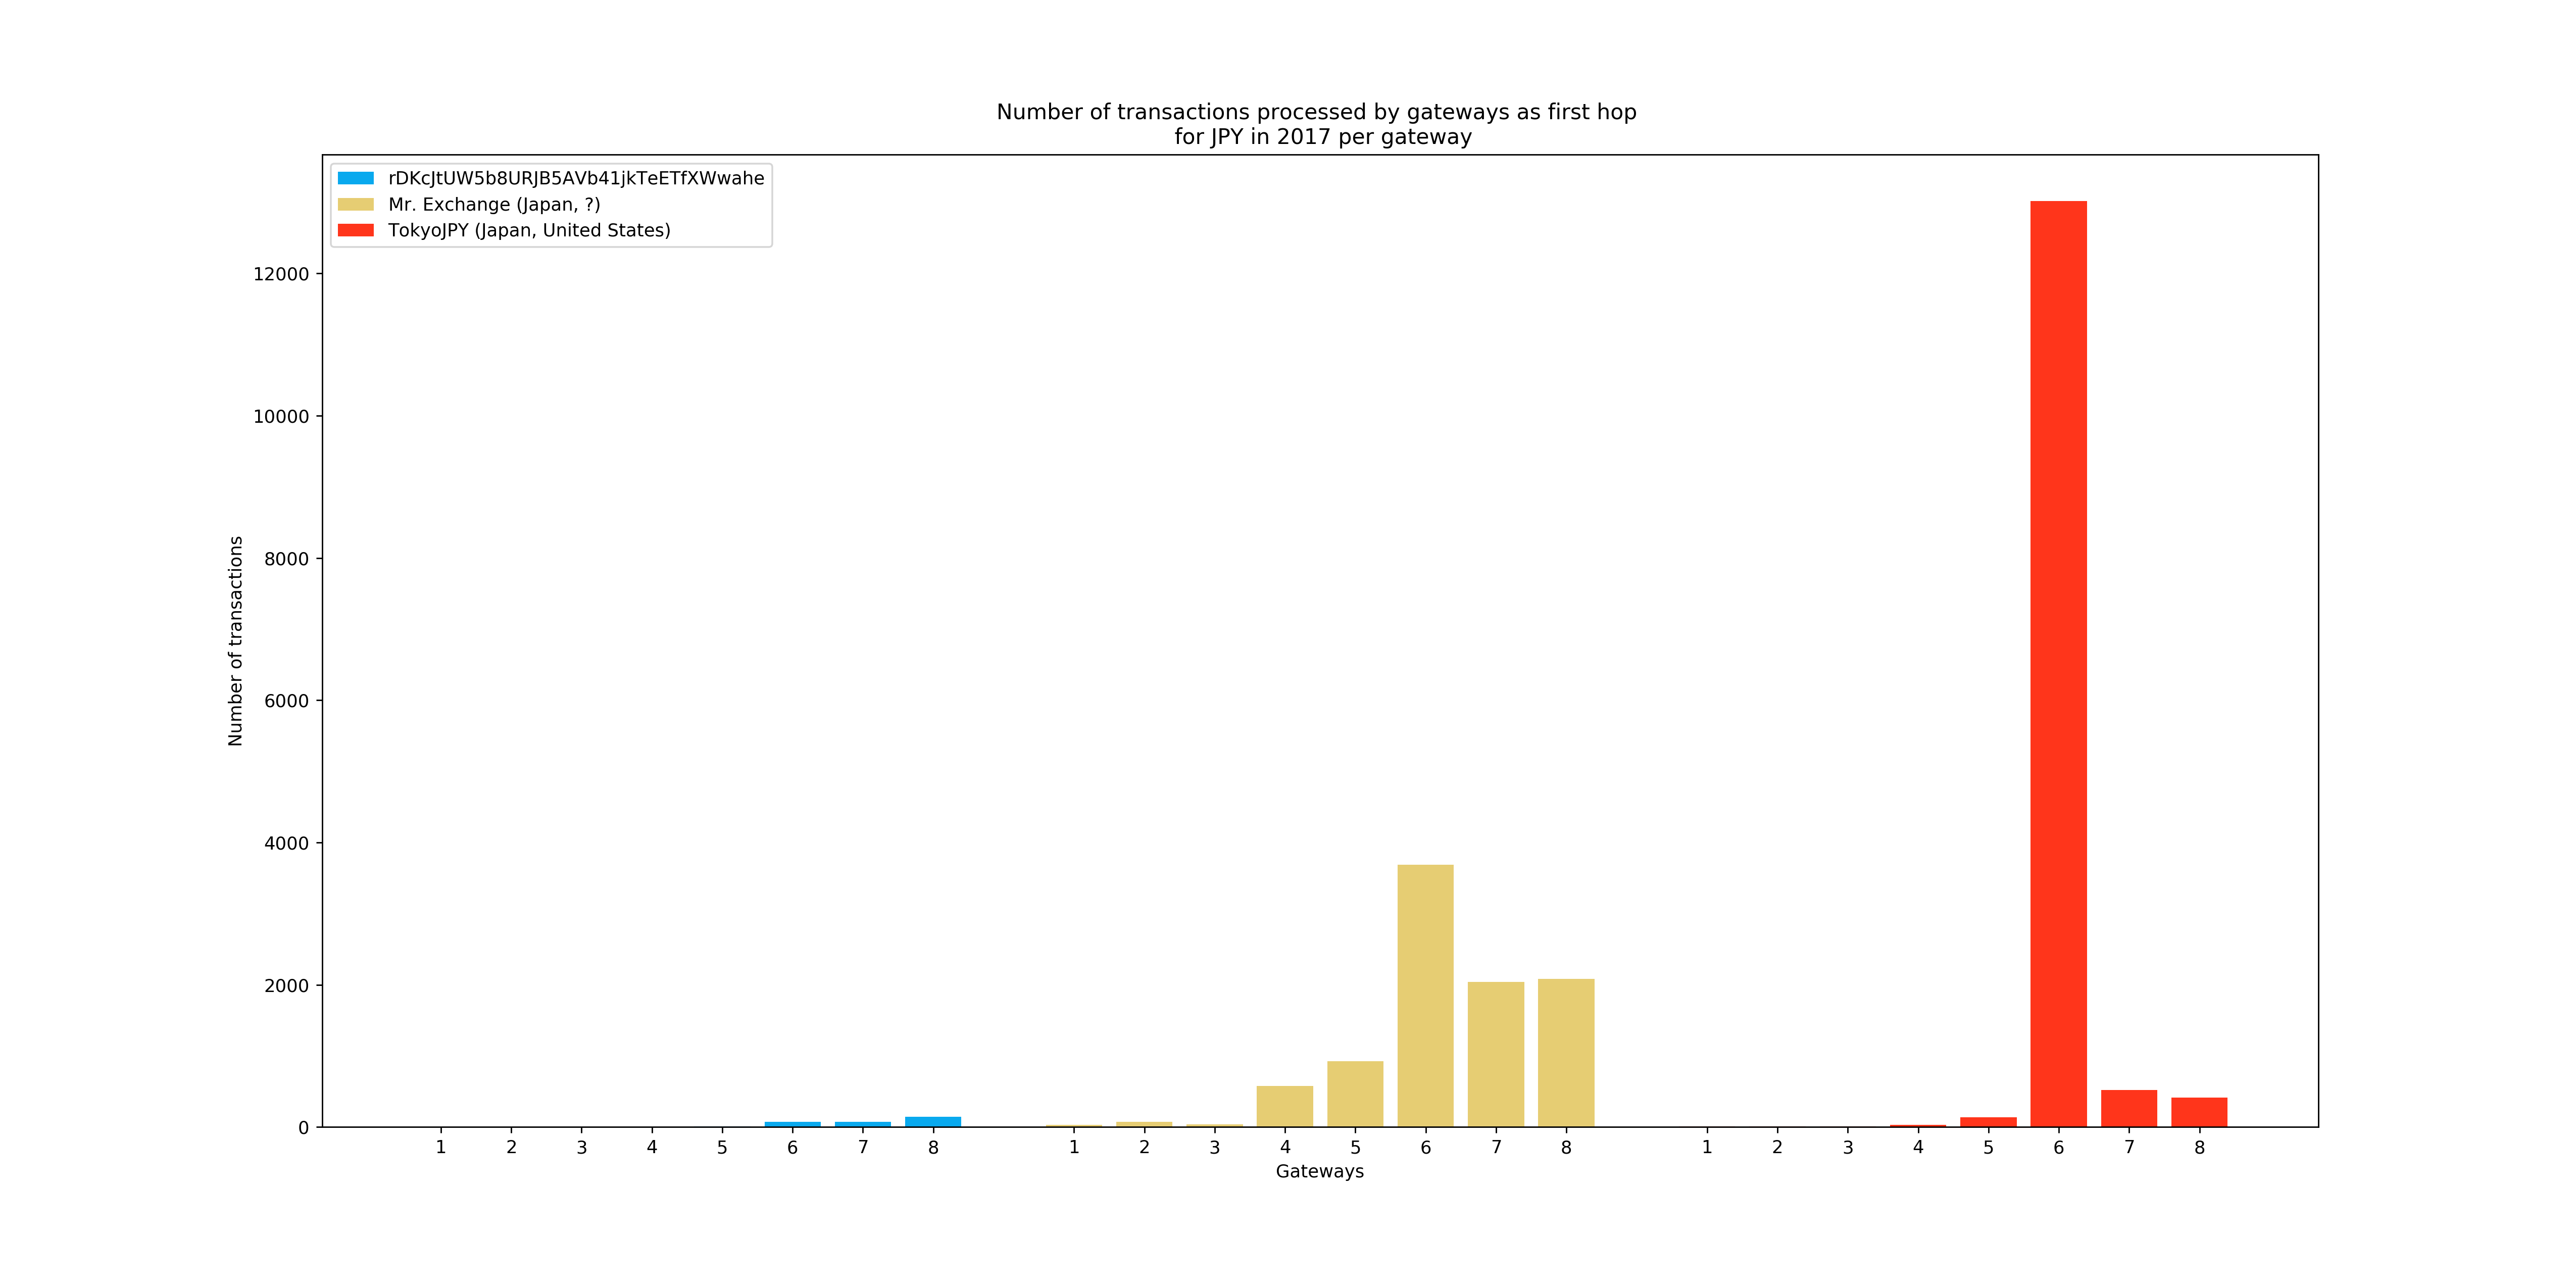 Number of transactions processed by gateways as first hop
for JPY in 2017 per gateway
rDKcJtUW5b8URJB5AVb41jkTeETfXWwahe
Mr. Exchange (Japan, ?)
TokyoJPY (Japan, United States)
12000
10000
8000
6000
4000
2000
0
Number of transactions
1 2 3 4 5 6 7 8 1 2 3 4 5 6 7 8 1 2 3 4 5 6 7 8
Gateways